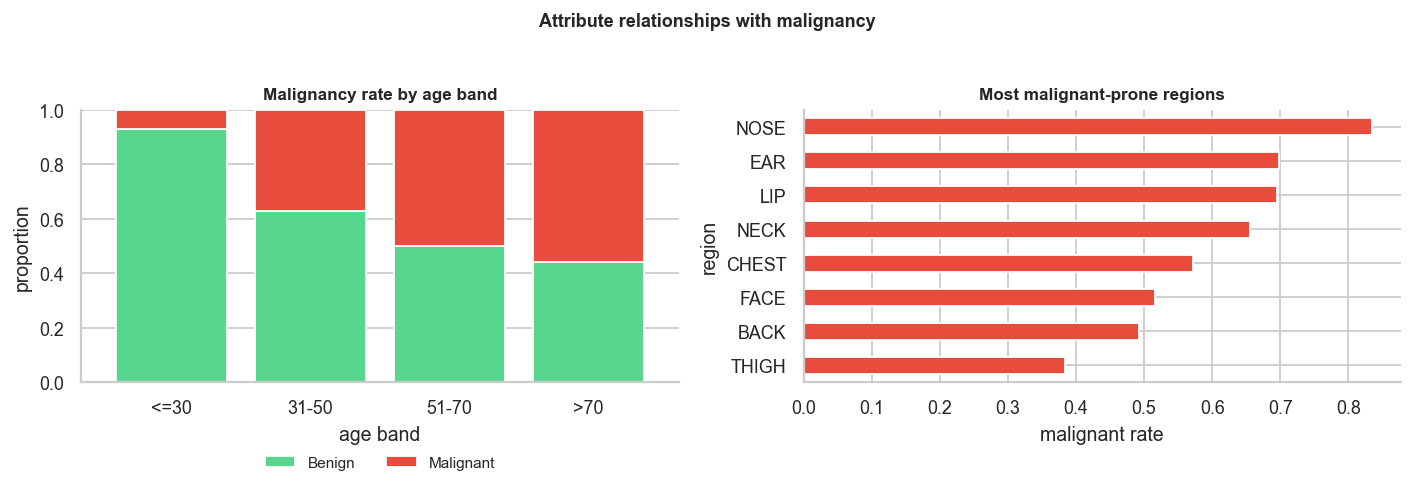 Attribute relationships with malignancy
Malignancy rate by age band
1.0
0.8
0.6
0.4
0.2
0.0
proportion
<=30 31-50 51-70 >70
age band
Benign Malignant
Most malignant-prone regions
NOSE
EAR
LIP
NECK
CHEST
FACE
BACK
THIGH
region
0.0 0.1 0.2 0.3 0.4 0.5 0.6 0.7 0.8
malignant rate